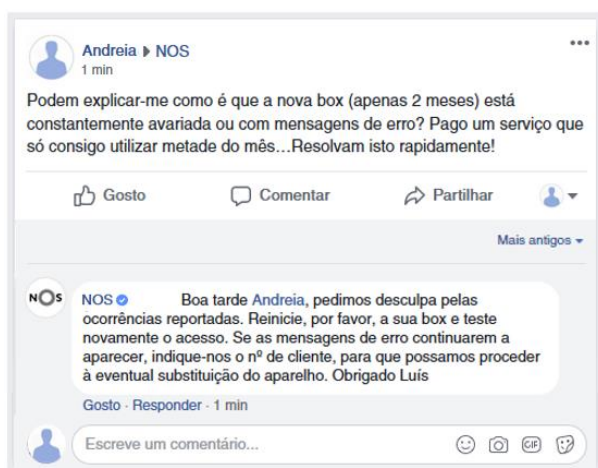 Andreia ▶ NOS
1 min
Podem explicar-me como é que a nova box (apenas 2 meses) está
constantemente avariada ou com mensagens de erro? Pago um serviço que
só consigo utilizar metade do mês...Resolvam isto rapidamente!
Gosto Comentar Partilhar
Mais antigos
NOS
NOS Boa tarde Andreia, pedimos desculpa pelas
ocorrências reportadas. Reinicie, por favor, a sua box e teste
novamente o acesso. Se as mensagens de erro continuarem a
aparecer, indique-nos o nº de cliente, para que possamos proceder
à eventual substituição do aparelho. Obrigado Luís
Gosto · Responder · 1 min
Escreve um comentário... GIF